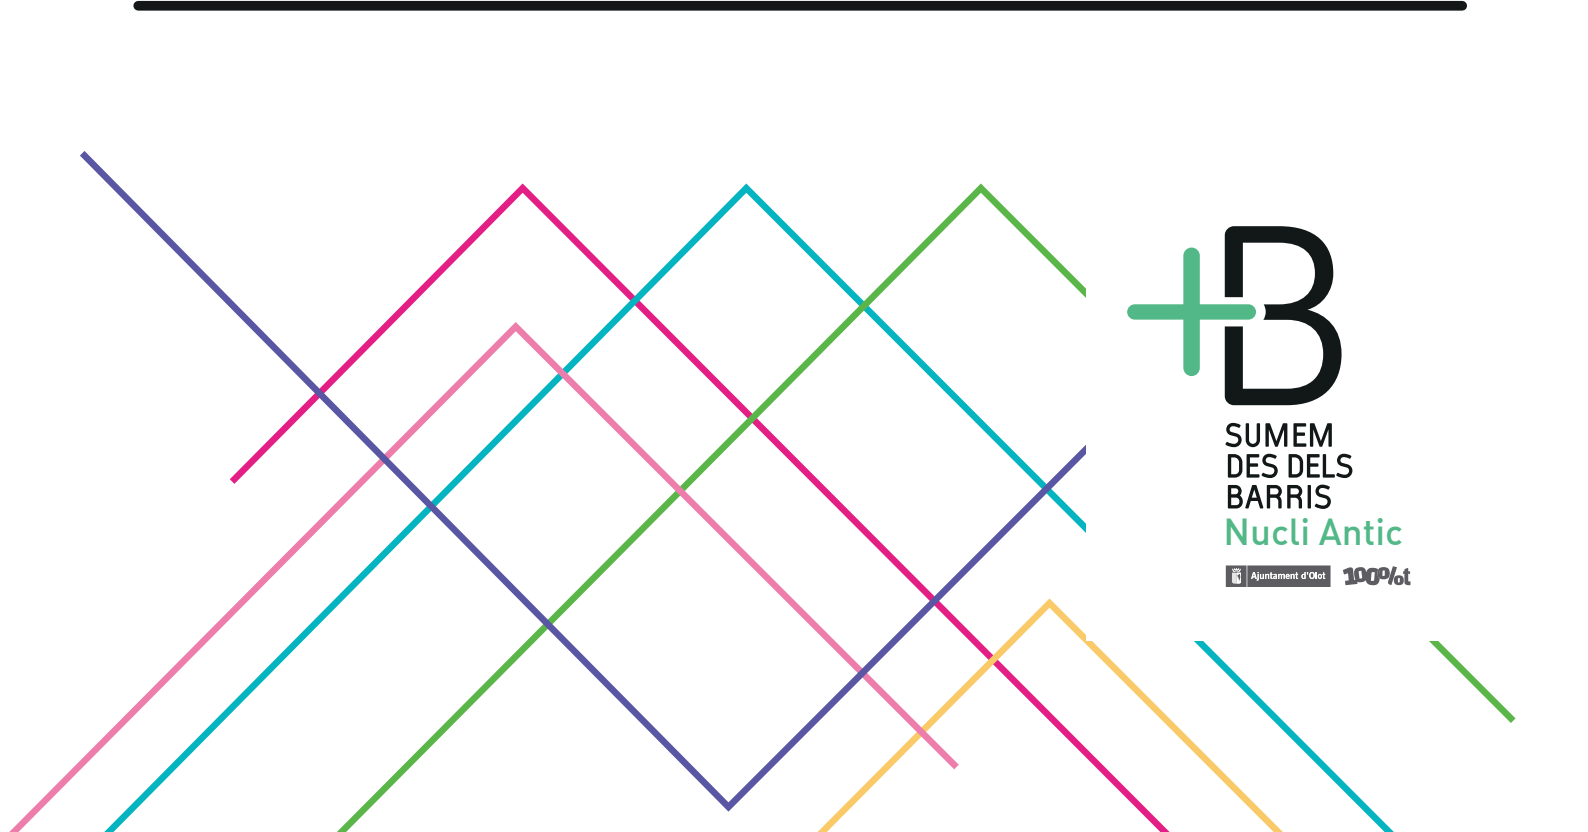 +B
SUMEM
DES DELS
BARRIS
Nucli Antic
Ajuntament d'Olot 100%t